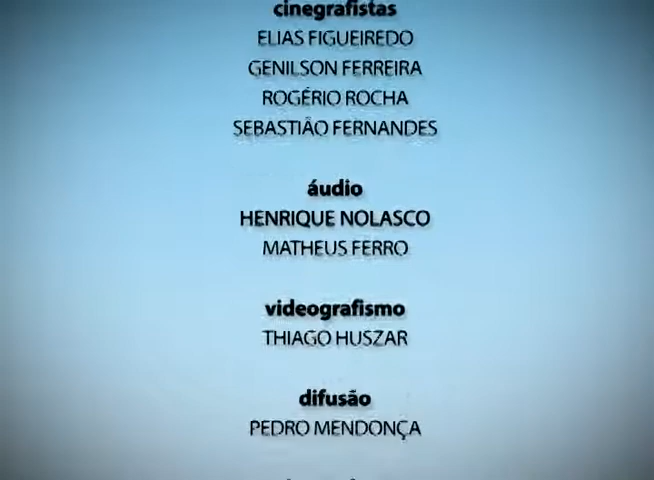 cinegrafistas
ELIAS FIGUEIREDO
GENILSON FERREIRA
ROGÉRIO ROCHA
SEBASTIÃO FERNANDES
áudio
HENRIQUE NOLASCO
MATHEUS FERRO
videografismo
THIAGO HUSZAR
difusão
PEDRO MENDONÇA